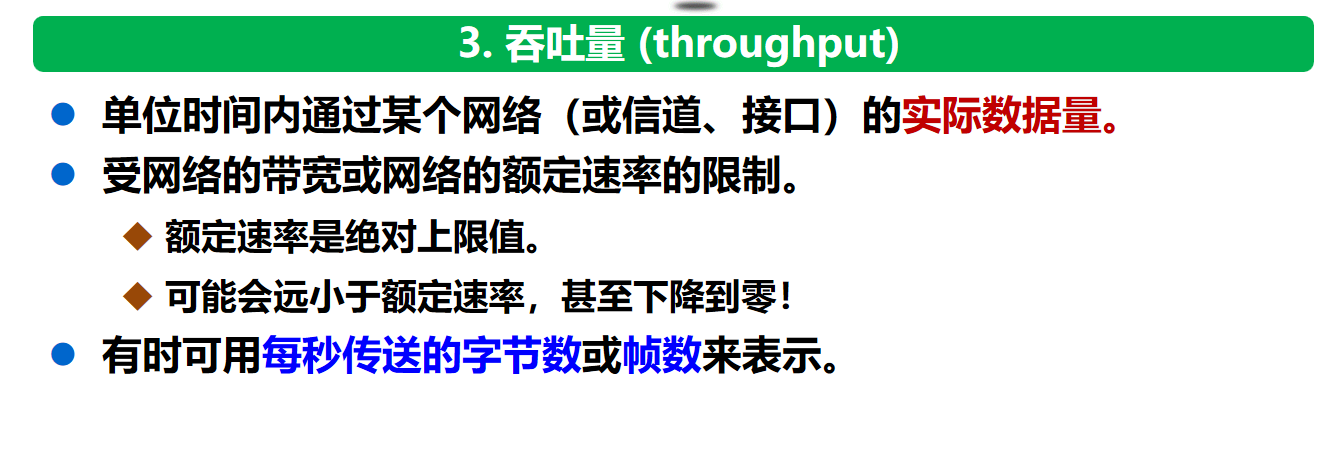 3. 吞吐量 (throughput)
单位时间内通过某个网络（或信道、接口）的实际数据量。
受网络的带宽或网络的额定速率的限制。
额定速率是绝对上限值。
可能会远小于额定速率，甚至下降到零！
有时可用每秒传送的字节数或帧数来表示。